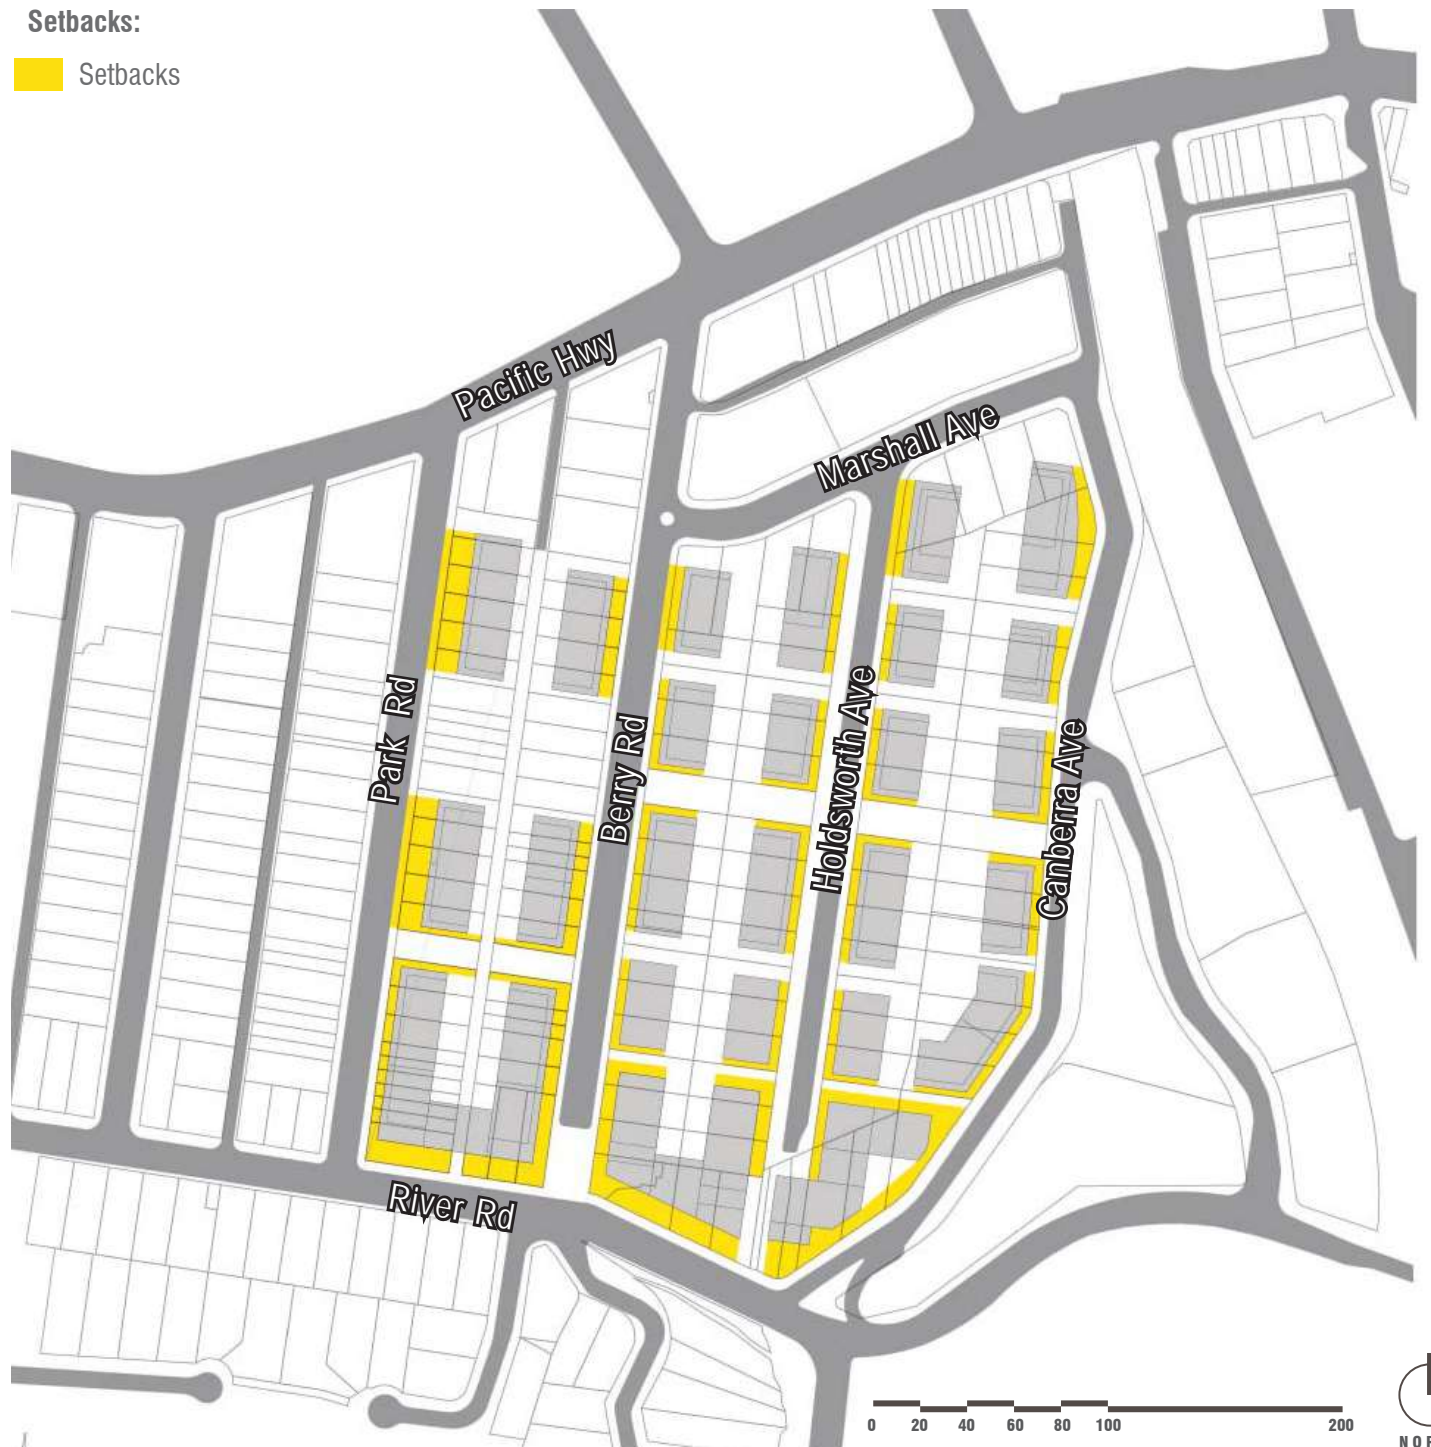 Setbacks:
Setbacks
Pacific Hwy
Marshall Ave
Park Rd
Berry Rd
Holdsworth Ave
Canberra Ave
River Rd
0 20 40 60 80 100 200